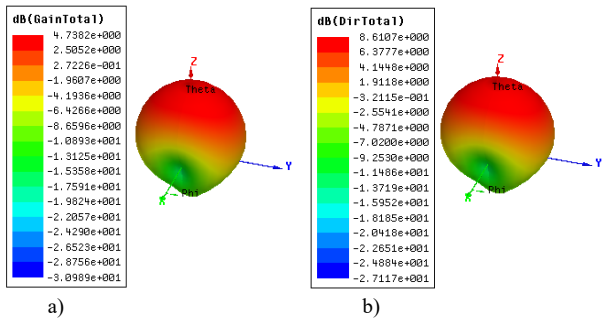 dB(GainTotal)
4.7382e+000
2.5052e+000
2.7226e-001
-1.9607e+000
-4.1936e+000
-6.4266e+000
-8.6596e+000
-1.0893e+001
-1.3125e+001
-1.5358e+001
-1.7591e+001
-1.9824e+001
-2.2057e+001
-2.4290e+001
-2.6523e+001
-2.8756e+001
-3.0989e+001
Z
Theta
Y
Phi
X
a)
dB(DirTotal)
8.6107e+000
6.3777e+000
4.1448e+000
1.9118e+000
-3.2115e-001
-2.5541e+000
-4.7871e+000
-7.0200e+000
-9.2530e+000
-1.1486e+001
-1.3719e+001
-1.5952e+001
-1.8185e+001
-2.0418e+001
-2.2651e+001
-2.4884e+001
-2.7117e+001
Z
Theta
Y
Phi
X
b)